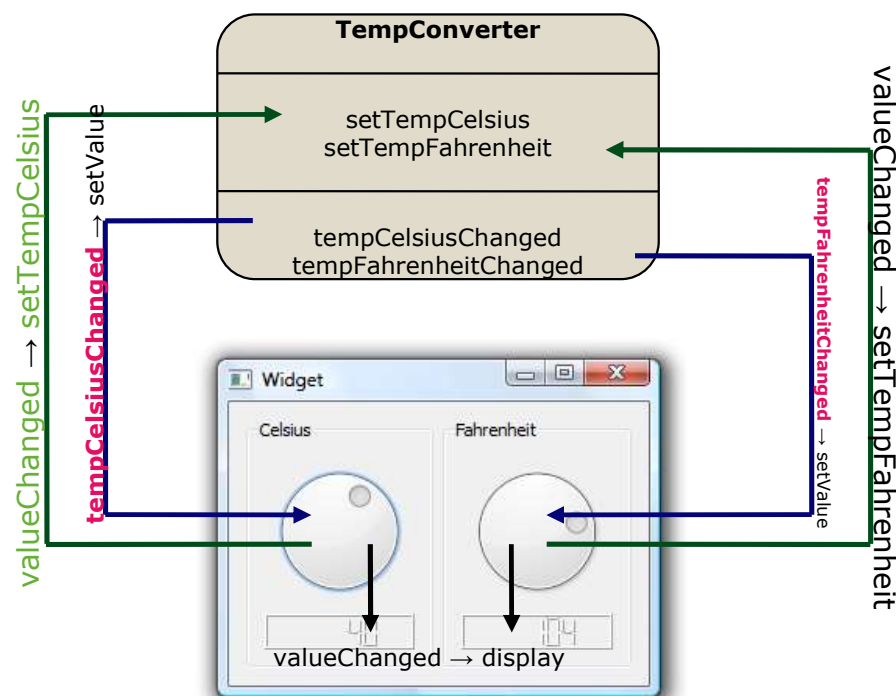 TempConverter
setTempCelsius
setTempFahrenheit
tempCelsiusChanged
tempFahrenheitChanged
valueChanged → setTempCelsius
tempCelsiusChanged → setValue
tempFahrenheitChanged → setValue
valueChanged → setTempFahrenheit
Widget
Celsius
Fahrenheit
40
104
valueChanged → display